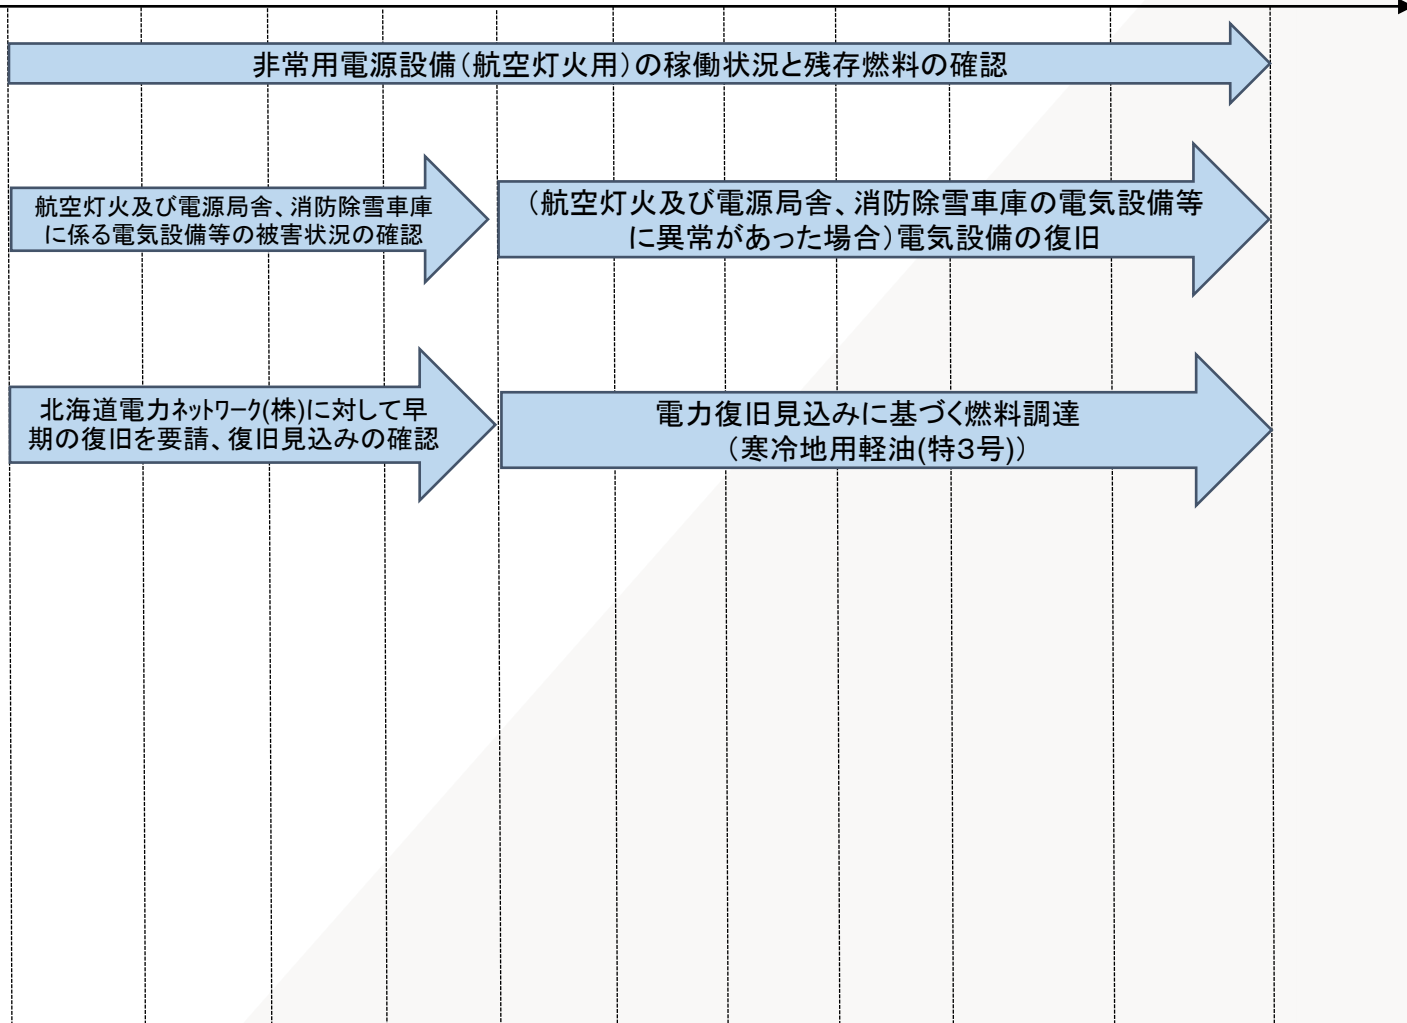 非常用電源設備（航空灯火用）の稼働状況と残存燃料の確認
航空灯火及び電源局舎、消防除雪車庫
に係る電気設備等の被害状況の確認
（航空灯火及び電源局舎、消防除雪車庫の電気設備等
に異常があった場合）電気設備の復旧
北海道電力ﾈｯﾄﾜｰｸ(株)に対して早
期の復旧を要請、復旧見込みの確認
電力復旧見込みに基づく燃料調達
（寒冷地用軽油(特３号)）